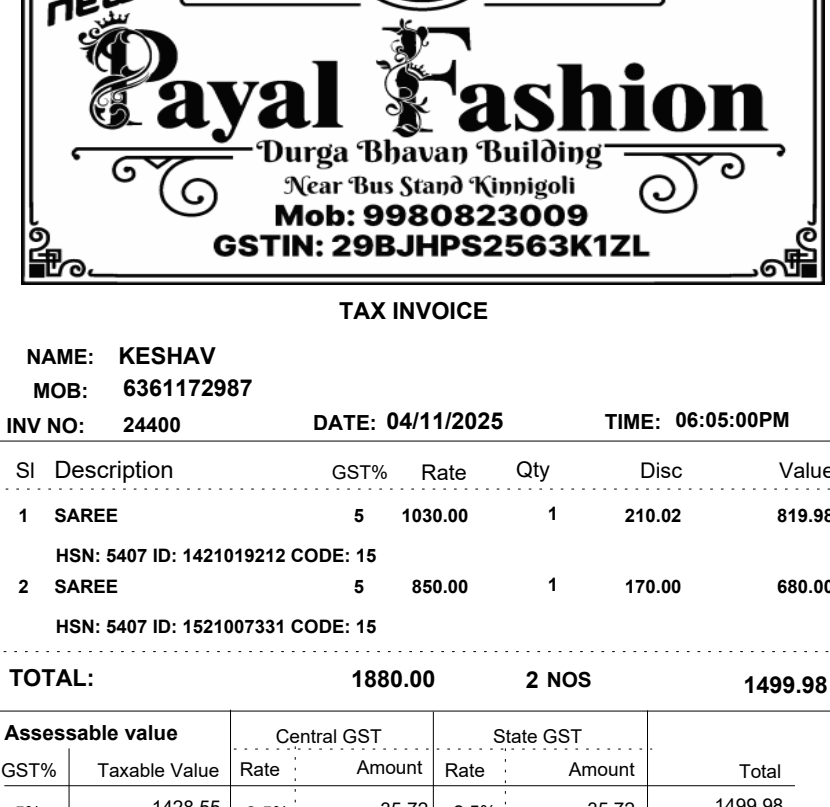 new
Payal Fashion
Durga Bhavan Building
Near Bus Stand Kinnigoli
Mob: 9980823009
GSTIN: 29BJHPS2563K1ZL
TAX INVOICE
NAME: KESHAV
MOB: 6361172987
INV NO: 24400 DATE: 04/11/2025 TIME: 06:05:00PM
Sl Description GST% Rate Qty Disc Value
1 SAREE 5 1030.00 1 210.02 819.98
HSN: 5407 ID: 1421019212 CODE: 15
2 SAREE 5 850.00 1 170.00 680.00
HSN: 5407 ID: 1521007331 CODE: 15
TOTAL: 1880.00 2 NOS 1499.98
Assessable value Central GST State GST
GST% Taxable Value Rate Amount Rate Amount Total
1428.55 35.72 35.72 1499.98